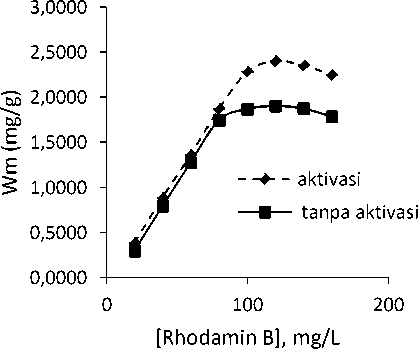 3,0000
2,5000
2,0000
1,5000
1,0000
0,5000
0,0000
Wm (mg/g)
aktivasi
tanpa aktivasi
0 100 200
[Rhodamin B], mg/L